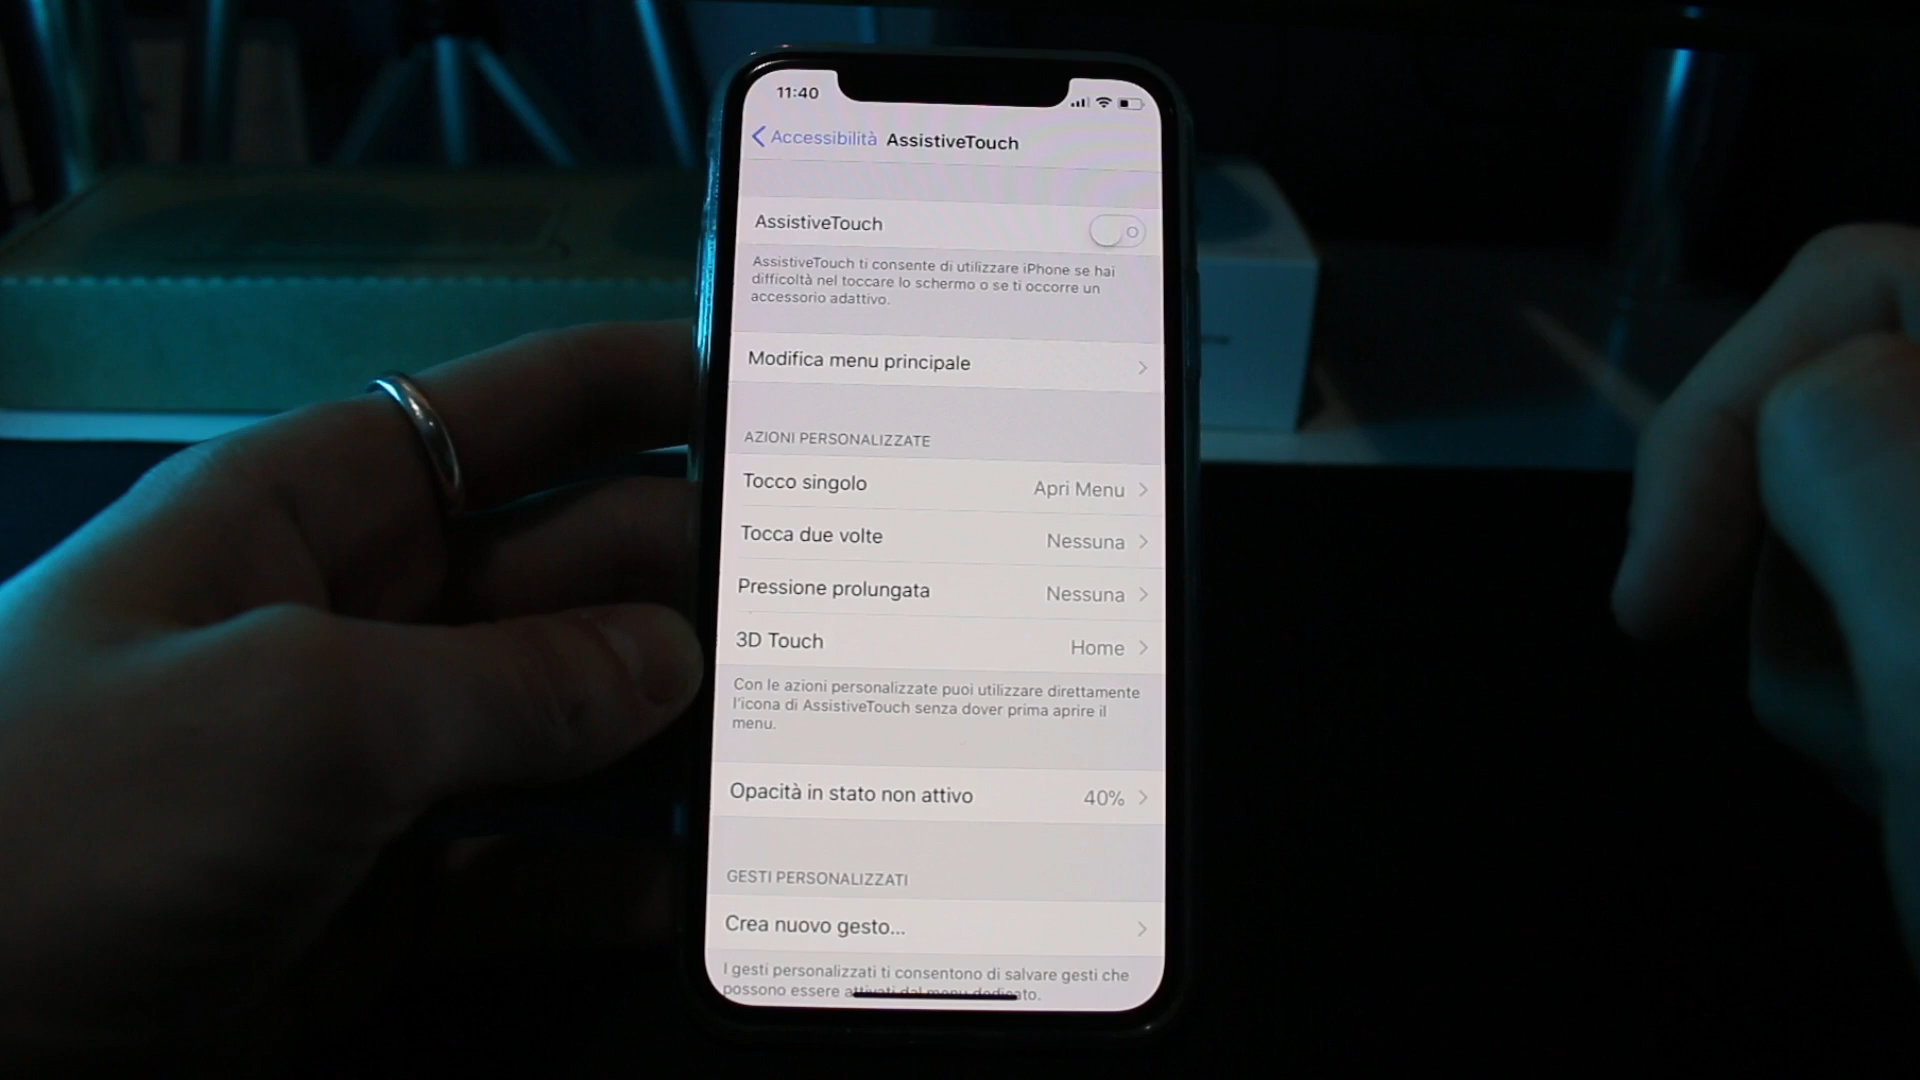 11:40
Accessibilità AssistiveTouch
AssistiveTouch
AssistiveTouch ti consente di utilizzare iPhone se hai
difficoltà nel toccare lo schermo o se ti occorre un
accessorio adattivo.
Modifica menu principale
AZIONI PERSONALIZZATE
Tocco singolo Apri Menu
Tocca due volte Nessuna
Pressione prolungata Nessuna
3D Touch Home
Con le azioni personalizzate puoi utilizzare direttamente
l'icona di AssistiveTouch senza dover prima aprire il
menu.
Opacità in stato non attivo 40%
GESTI PERSONALIZZATI
Crea nuovo gesto...
I gesti personalizzati ti consentono di salvare gesti che
possono essere attivati dal menu dedicato.